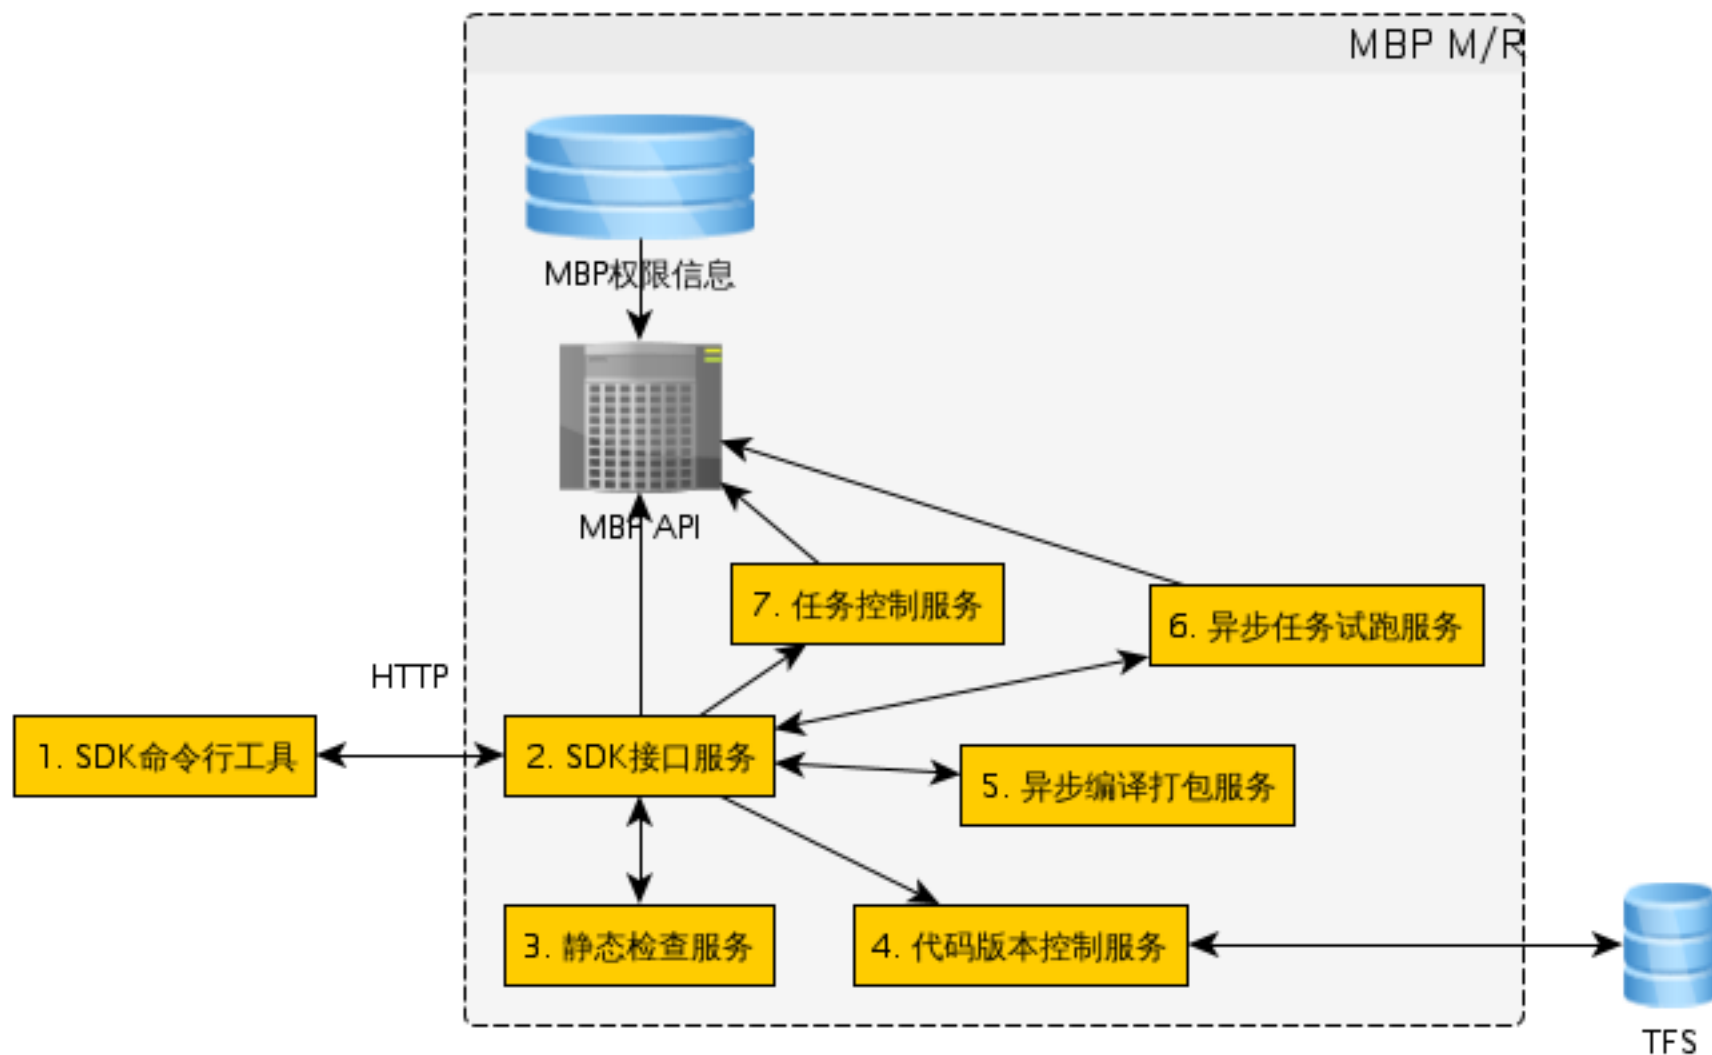 MBP M/R
MBP权限信息
MBP API
7. 任务控制服务
6. 异步任务试跑服务
HTTP
1. SDK命令行工具
2. SDK接口服务
5. 异步编译打包服务
3. 静态检查服务
4. 代码版本控制服务
TFS